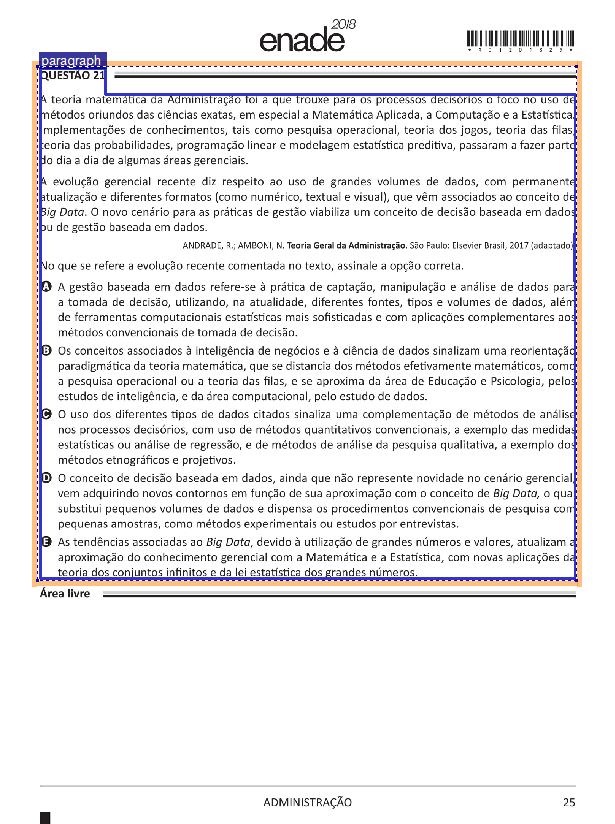 enade 2018
*R2120182529*
paragraph
QUESTÃO 21
A teoria matemática da Administração foi a que trouxe para os processos decisórios o foco no uso de
métodos oriundos das ciências exatas, em especial a Matemática Aplicada, a Computação e a Estatística.
Implementações de conhecimentos, tais como pesquisa operacional, teoria dos jogos, teoria das filas,
teoria das probabilidades, programação linear e modelagem estatística preditiva, passaram a fazer parte
do dia a dia de algumas áreas gerenciais.
A evolução gerencial recente diz respeito ao uso de grandes volumes de dados, com permanente
atualização e diferentes formatos (como numérico, textual e visual), que vêm associados ao conceito de
Big Data. O novo cenário para as práticas de gestão viabiliza um conceito de decisão baseada em dados
ou de gestão baseada em dados.
ANDRADE, R.; AMBONI, N. Teoria Geral da Administração. São Paulo: Elsevier Brasil, 2017 (adaptado).
No que se refere a evolução recente comentada no texto, assinale a opção correta.
A A gestão baseada em dados refere-se à prática de captação, manipulação e análise de dados para
a tomada de decisão, utilizando, na atualidade, diferentes fontes, tipos e volumes de dados, além
de ferramentas computacionais estatísticas mais sofisticadas e com aplicações complementares aos
métodos convencionais de tomada de decisão.
B Os conceitos associados à inteligência de negócios e à ciência de dados sinalizam uma reorientação
paradigmática da teoria matemática, que se distancia dos métodos efetivamente matemáticos, como
a pesquisa operacional ou a teoria das filas, e se aproxima da área de Educação e Psicologia, pelos
estudos de inteligência, e da área computacional, pelo estudo de dados.
C O uso dos diferentes tipos de dados citados sinaliza uma complementação de métodos de análise
nos processos decisórios, com uso de métodos quantitativos convencionais, a exemplo das medidas
estatísticas ou análise de regressão, e de métodos de análise da pesquisa qualitativa, a exemplo dos
métodos etnográficos e projetivos.
D O conceito de decisão baseada em dados, ainda que não represente novidade no cenário gerencial,
vem adquirindo novos contornos em função de sua aproximação com o conceito de Big Data, o qual
substitui pequenos volumes de dados e dispensa os procedimentos convencionais de pesquisa com
pequenas amostras, como métodos experimentais ou estudos por entrevistas.
E As tendências associadas ao Big Data, devido à utilização de grandes números e valores, atualizam a
aproximação do conhecimento gerencial com a Matemática e a Estatística, com novas aplicações da
teoria dos conjuntos infinitos e da lei estatística dos grandes números.
Área livre
ADMINISTRAÇÃO
25